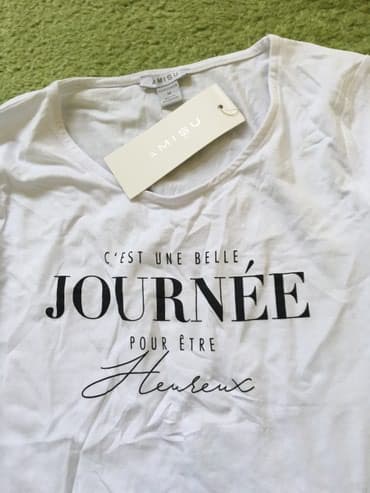 AMISU
M
AMISU
C'EST UNE BELLE
JOURNÉE
POUR ÊTRE
Heureux